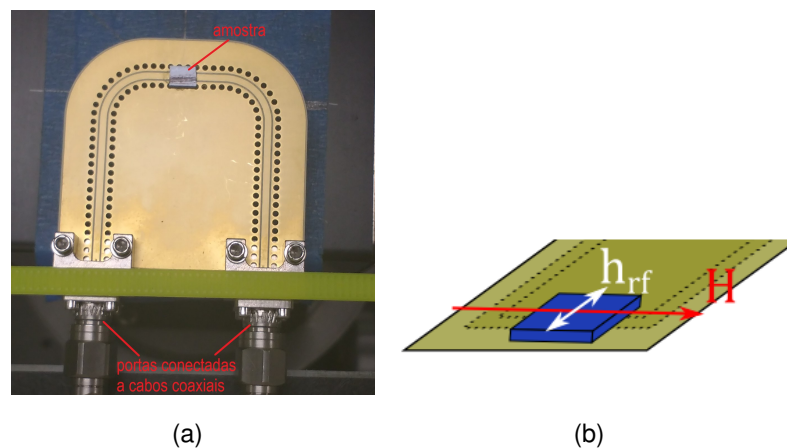 amostra
portas conectadas
a cabos coaxiais
h_rf
H
(a)
(b)